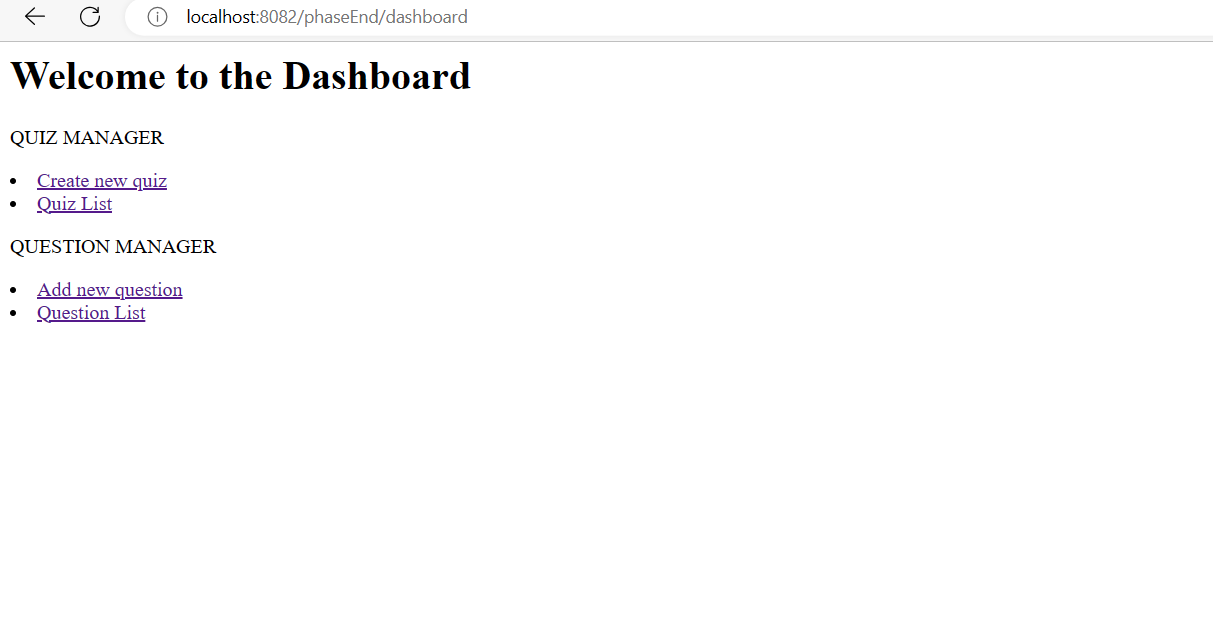 localhost:8082/phaseEnd/dashboard
Welcome to the Dashboard
QUIZ MANAGER
Create new quiz
Quiz List
QUESTION MANAGER
Add new question
Question List